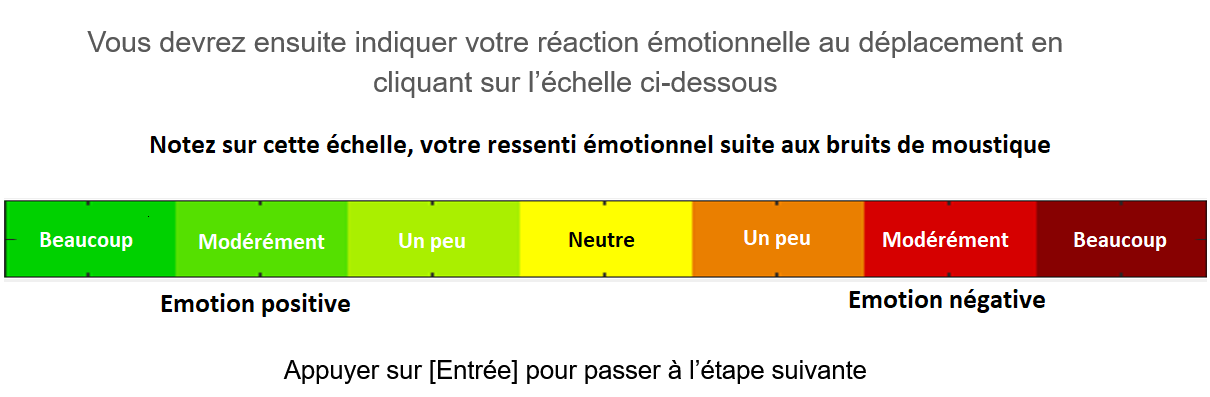 Vous devrez ensuite indiquer votre réaction émotionnelle au déplacement en
cliquant sur l’échelle ci-dessous
Notez sur cette échelle, votre ressenti émotionnel suite aux bruits de moustique
Beaucoup Modérément Un peu Neutre Un peu Modérément Beaucoup
Emotion positive Emotion négative
Appuyer sur [Entrée] pour passer à l’étape suivante